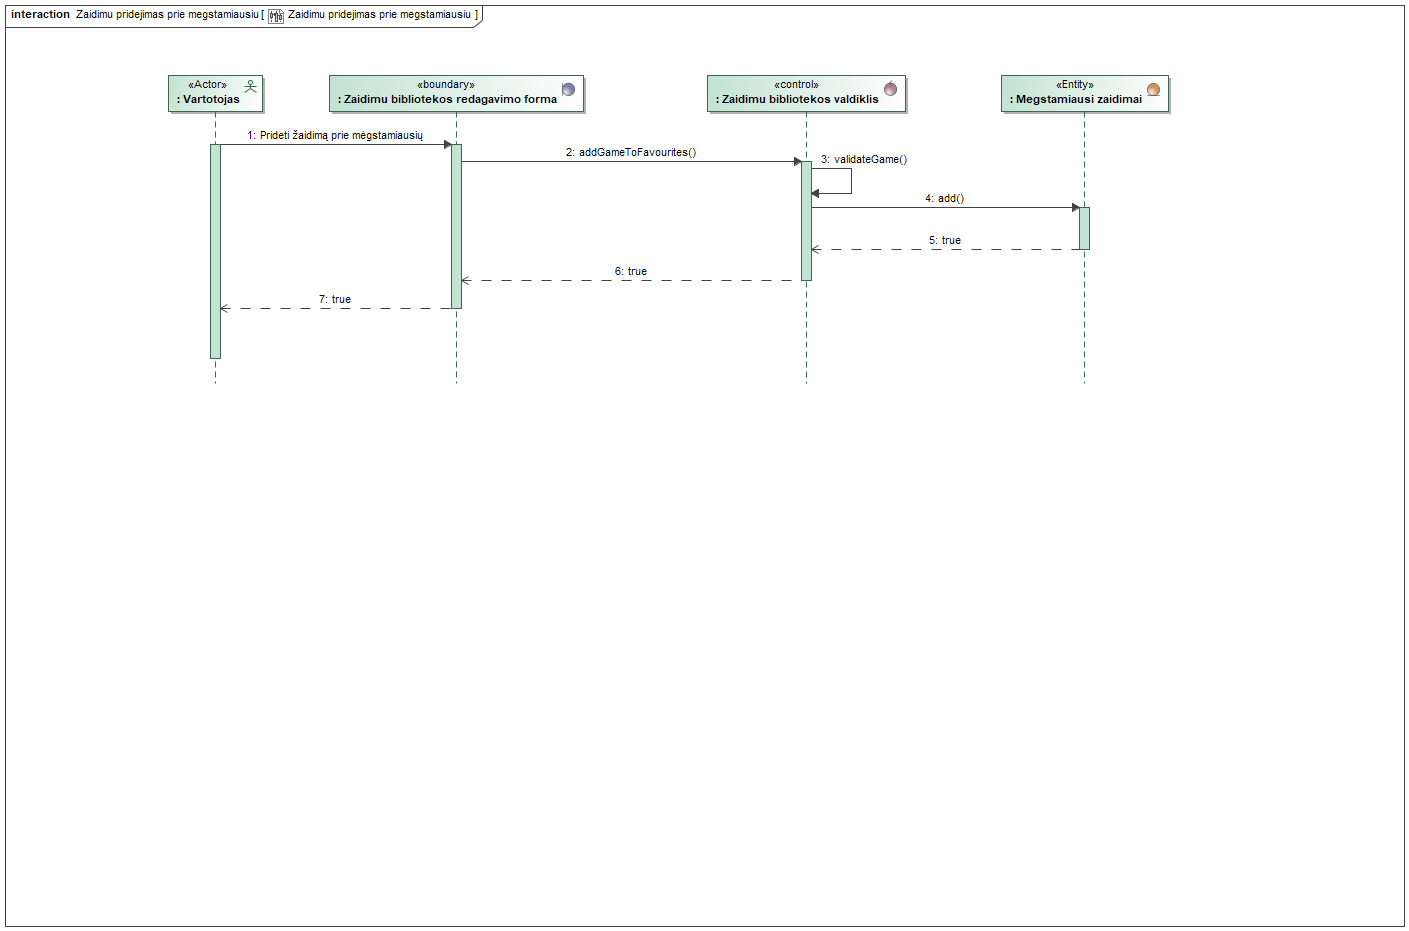 interaction Zaidimu pridejimas prie megstamiausiu [ Zaidimu pridejimas prie megstamiausiu ]
«Actor»
: Vartotojas
«boundary»
: Zaidimu bibliotekos redagavimo forma
«control»
: Zaidimu bibliotekos valdiklis
«Entity»
: Megstamiausi zaidimai
1: Prideti žaidimą prie mėgstamiausių
2: addGameToFavourites()
3: validateGame()
4: add()
5: true
6: true
7: true